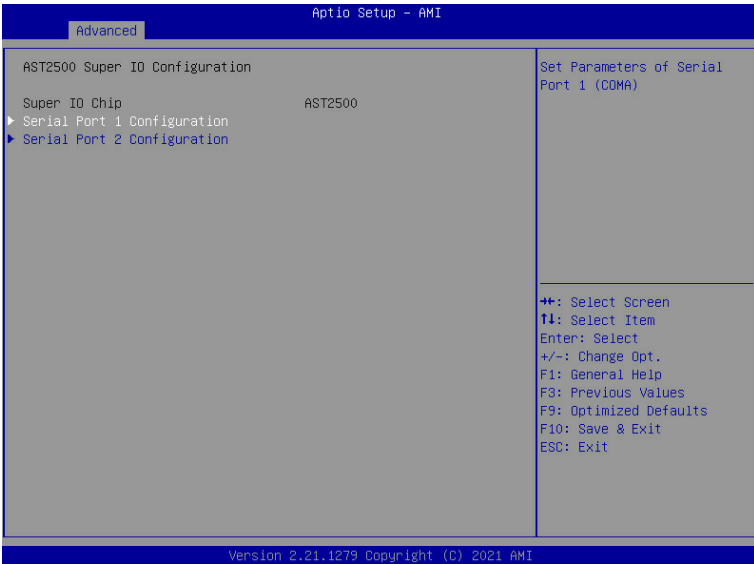 Aptio Setup – AMI
Advanced
AST2500 Super IO Configuration
Super IO Chip AST2500
▶ Serial Port 1 Configuration
▶ Serial Port 2 Configuration
Set Parameters of Serial
Port 1 (COMA)
→←: Select Screen
↑↓: Select Item
Enter: Select
+/-: Change Opt.
F1: General Help
F3: Previous Values
F9: Optimized Defaults
F10: Save & Exit
ESC: Exit
Version 2.21.1279 Copyright (C) 2021 AMI